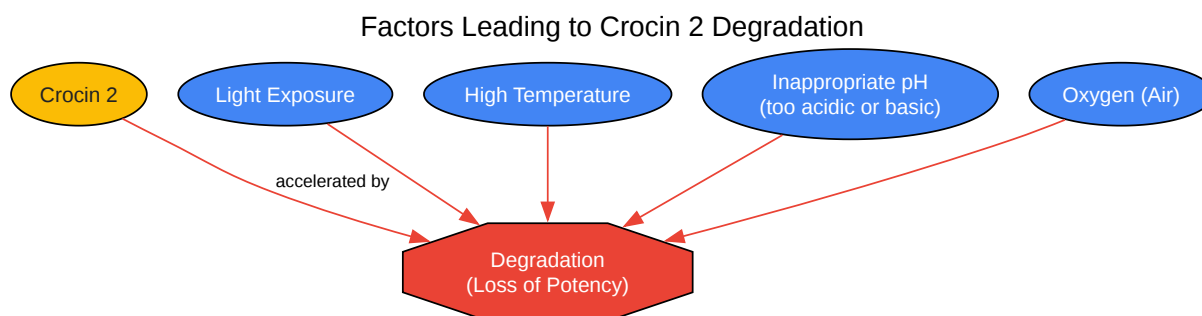 Factors Leading to Crocin 2 Degradation
Crocin 2
Light Exposure
High Temperature
Inappropriate pH
(too acidic or basic)
Oxygen (Air)
accelerated by
Degradation
(Loss of Potency)